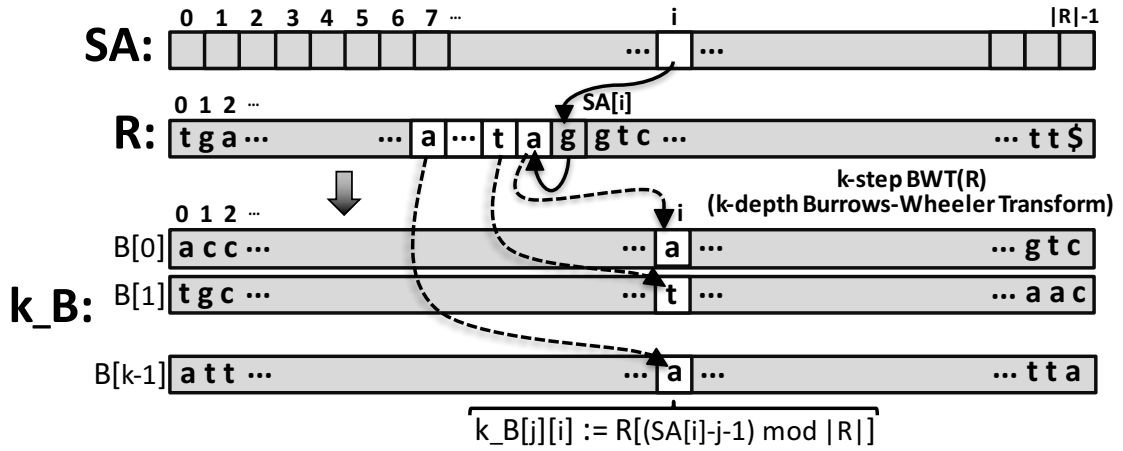 0 1 2 3 4 5 6 7 ... i |R|-1
SA: ... ...
0 1 2 ... SA[i]
R: t g a ... ... a ... t a g g t c ... ... t t $
k-step BWT(R)
(k-depth Burrows-Wheeler Transform)
0 1 2 ... i
B[0] a c c ... ... a ... ... g t c
k_B: B[1] t g c ... ... t ... ... a a c
B[k-1] a t t ... ... a ... ... t t a
k_B[j][i] := R[(SA[i]-j-1) mod |R|]